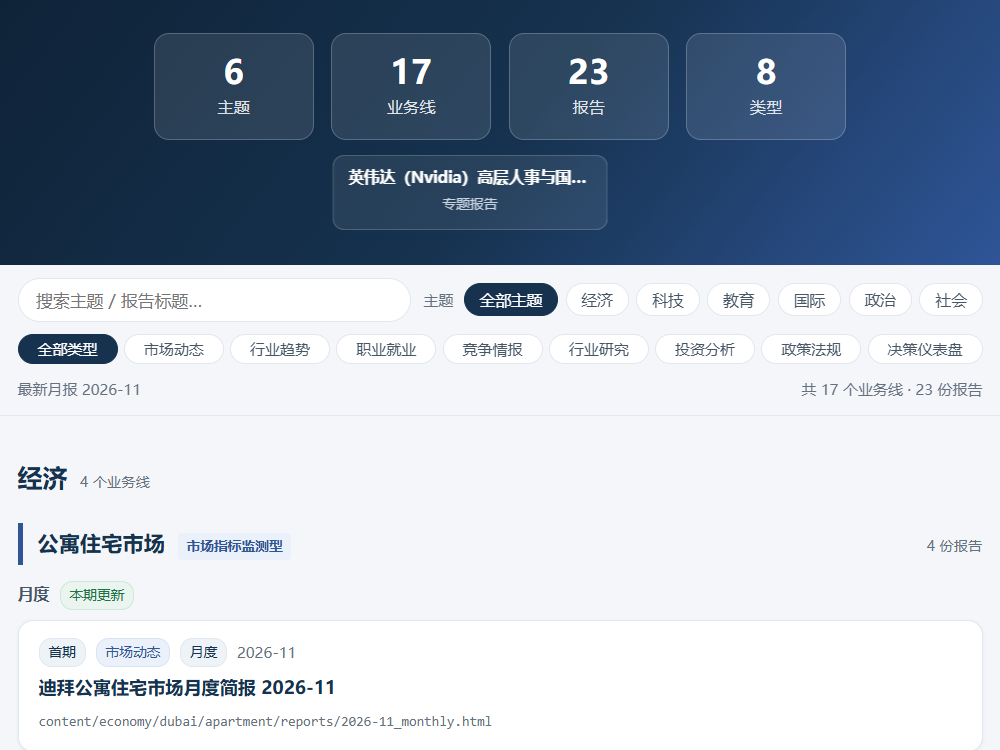 6
主题
17
业务线
23
报告
8
类型
英伟达（Nvidia）高层人事与国...
专题报告
搜索主题 / 报告标题... 主题 全部主题 经济 科技 教育 国际 政治 社会
全部类型 市场动态 行业趋势 职业就业 竞争情报 行业研究 投资分析 政策法规 决策仪表盘
最新月报 2026-11 共 17 个业务线 · 23 份报告
经济 4 个业务线
公寓住宅市场 市场指标监测型 4 份报告
月度 本期更新
首期 市场动态 月度 2026-11
迪拜公寓住宅市场月度简报 2026-11
content/economy/dubai/apartment/reports/2026-11_monthly.html